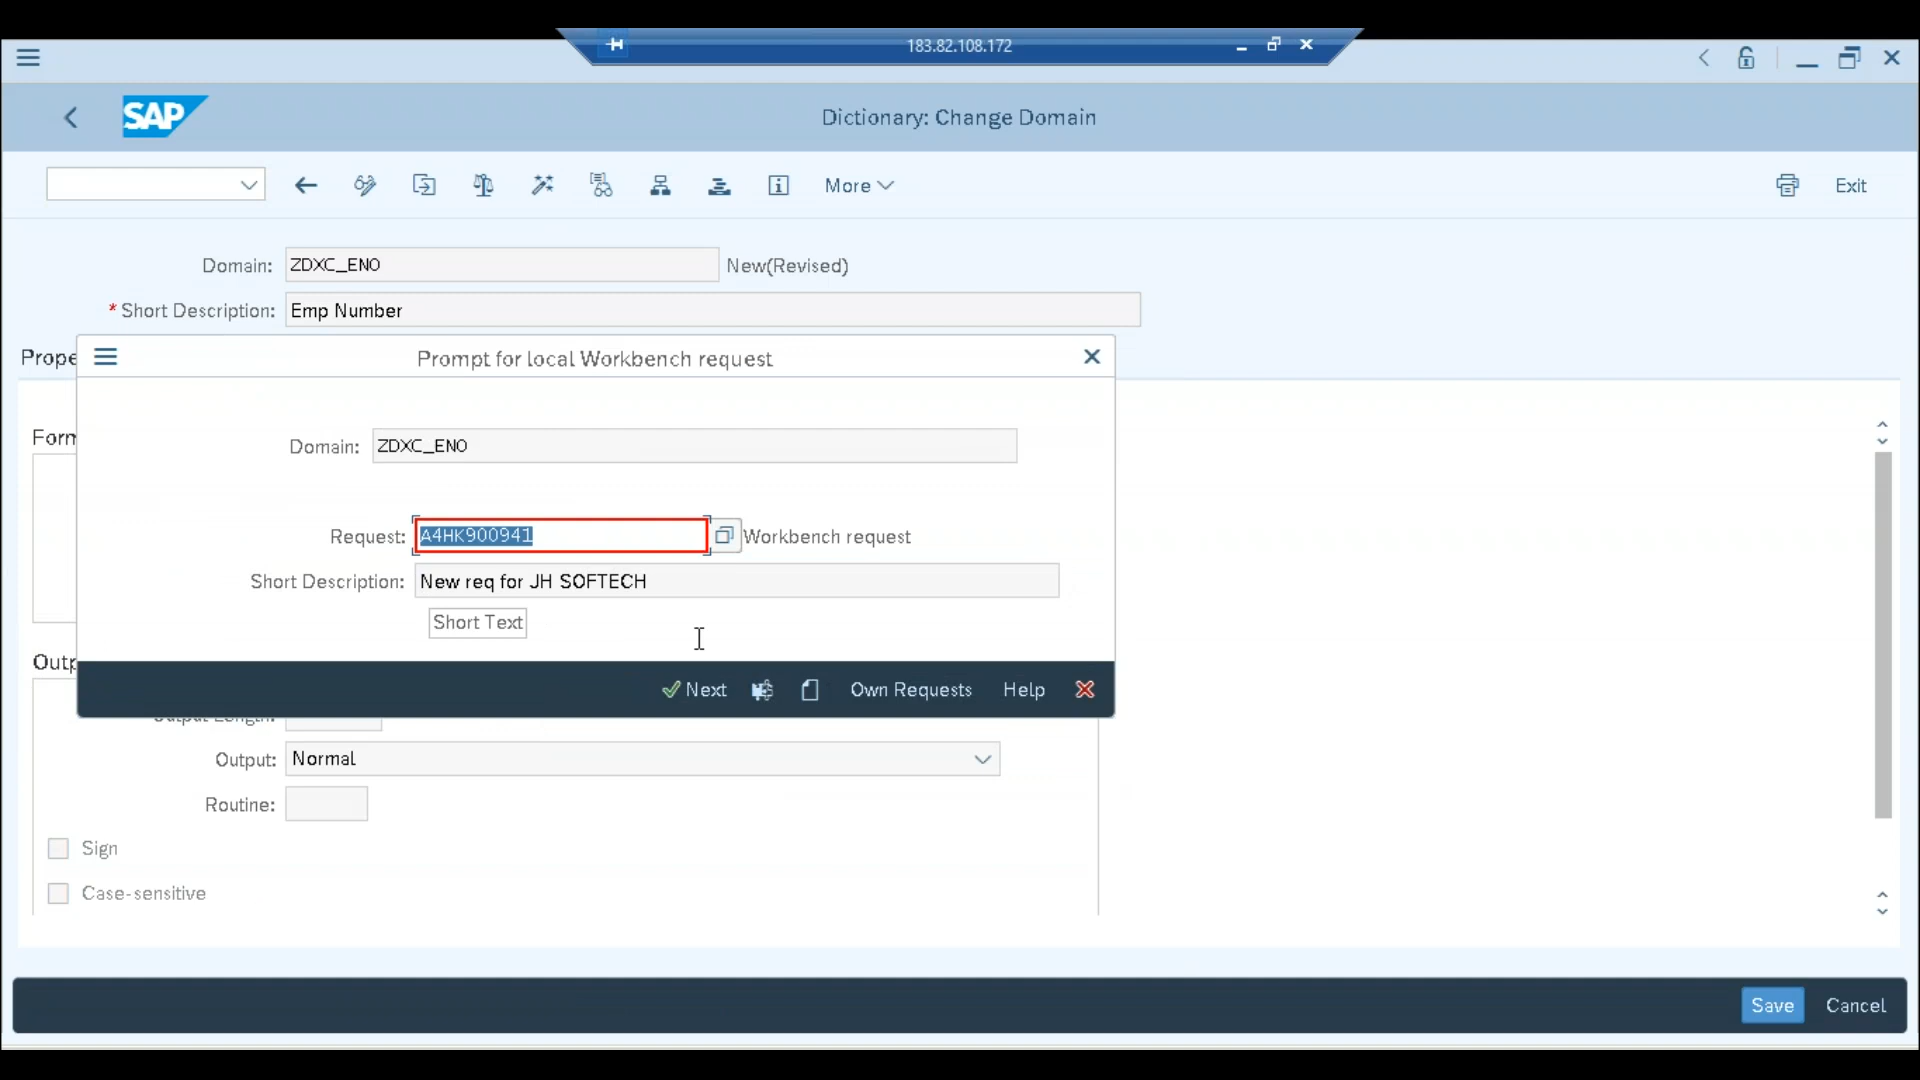 183.82.108.172
SAP
Dictionary: Change Domain
More
Exit
Domain: ZDXC_ENO New(Revised)
* Short Description: Emp Number
Prope
Prompt for local Workbench request
Form
Domain: ZDXC_ENO
Request: A4HK900941 Workbench request
Short Description: New req for JH SOFTECH
Short Text
Outp
Next Own Requests Help
Output Length:
Output: Normal
Routine:
Sign
Case-sensitive
Save Cancel